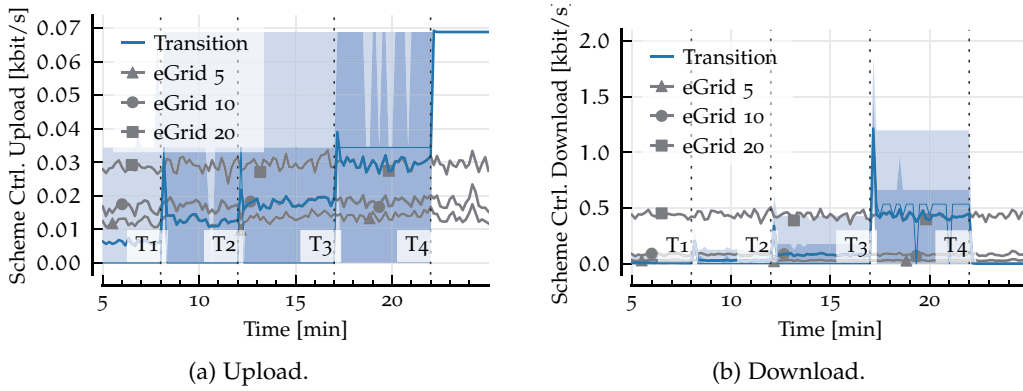 Scheme Ctrl. Upload [kbit/s]
0.07
0.06
0.05
0.04
0.03
0.02
0.01
0.00
Transition
eGrid 5
eGrid 10
eGrid 20
T1
T2
T3
T4
5
10
15
20
Time [min]
(a) Upload.
Scheme Ctrl. Download [kbit/s]
2.0
1.5
1.0
0.5
0.0
Transition
eGrid 5
eGrid 10
eGrid 20
T1
T2
T3
T4
5
10
15
20
Time [min]
(b) Download.